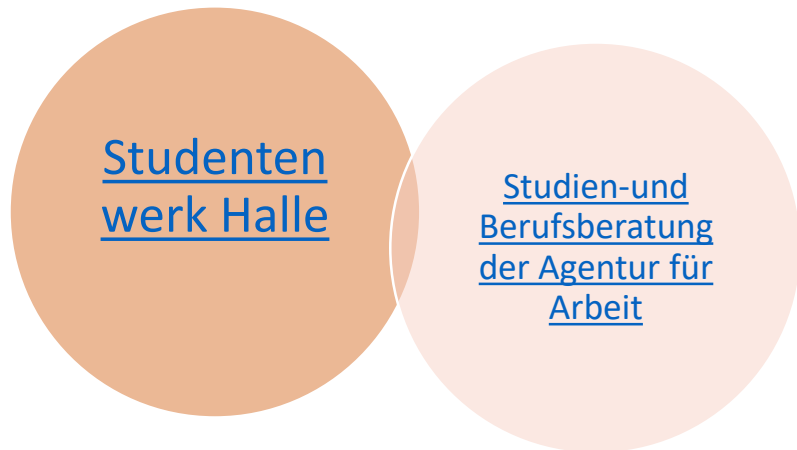 Studenten
werk Halle
Studien-und
Berufsberatung
der Agentur für
Arbeit